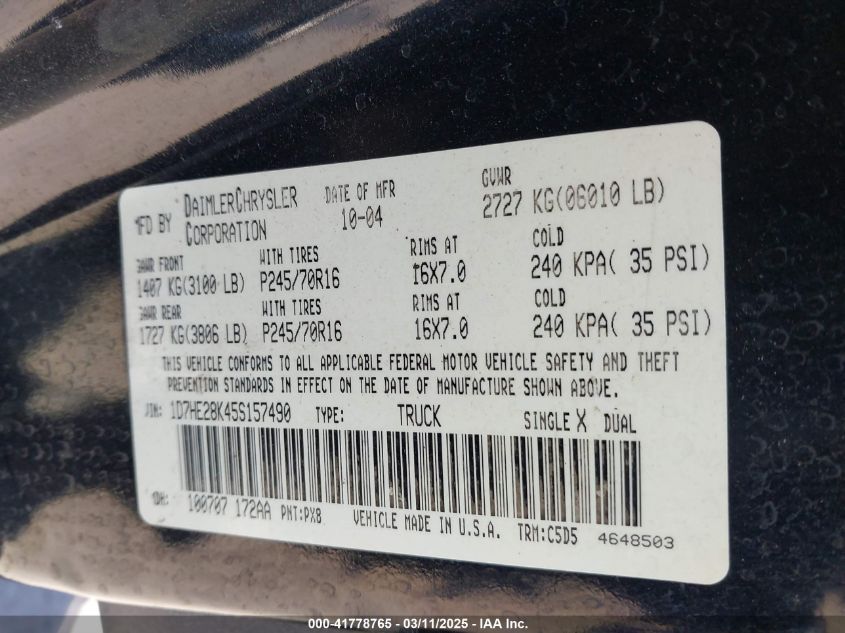 MFD BY DAIMLERCHRYSLER CORPORATION DATE OF MFR 10-04 GVWR 2727 KG(06010 LB)
GAWR FRONT WITH TIRES RIMS AT COLD
1407 KG(3100 LB) P245/70R16 16X7.0 240 KPA( 35 PSI)
GAWR REAR WITH TIRES RIMS AT COLD
1727 KG(3806 LB) P245/70R16 16X7.0 240 KPA( 35 PSI)
THIS VEHICLE CONFORMS TO ALL APPLICABLE FEDERAL MOTOR VEHICLE SAFETY AND THEFT
PREVENTION STANDARDS IN EFFECT ON THE DATE OF MANUFACTURE SHOWN ABOVE.
VIN: 1D7HE28K45S157490 TYPE: TRUCK SINGLE X DUAL
MDH: 100707 172AA PNT:PX8 VEHICLE MADE IN U.S.A. TRM:C5D5 4648503
000-41778765 - 03/11/2025 - IAA Inc.